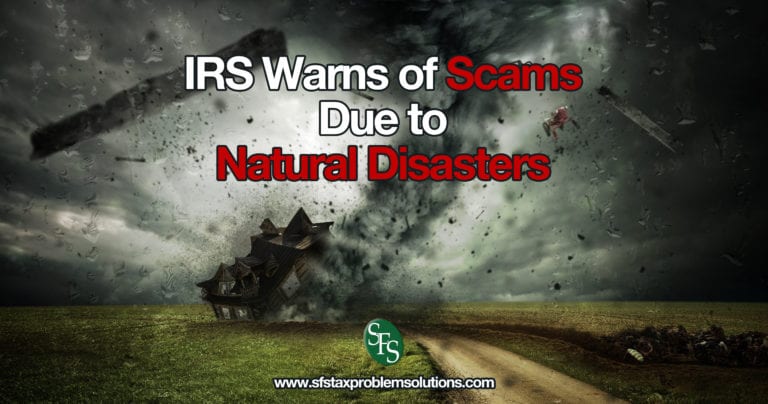 IRS Warns of Scams
Due to
Natural Disasters
SFS
www.sfstaxproblemsolutions.com